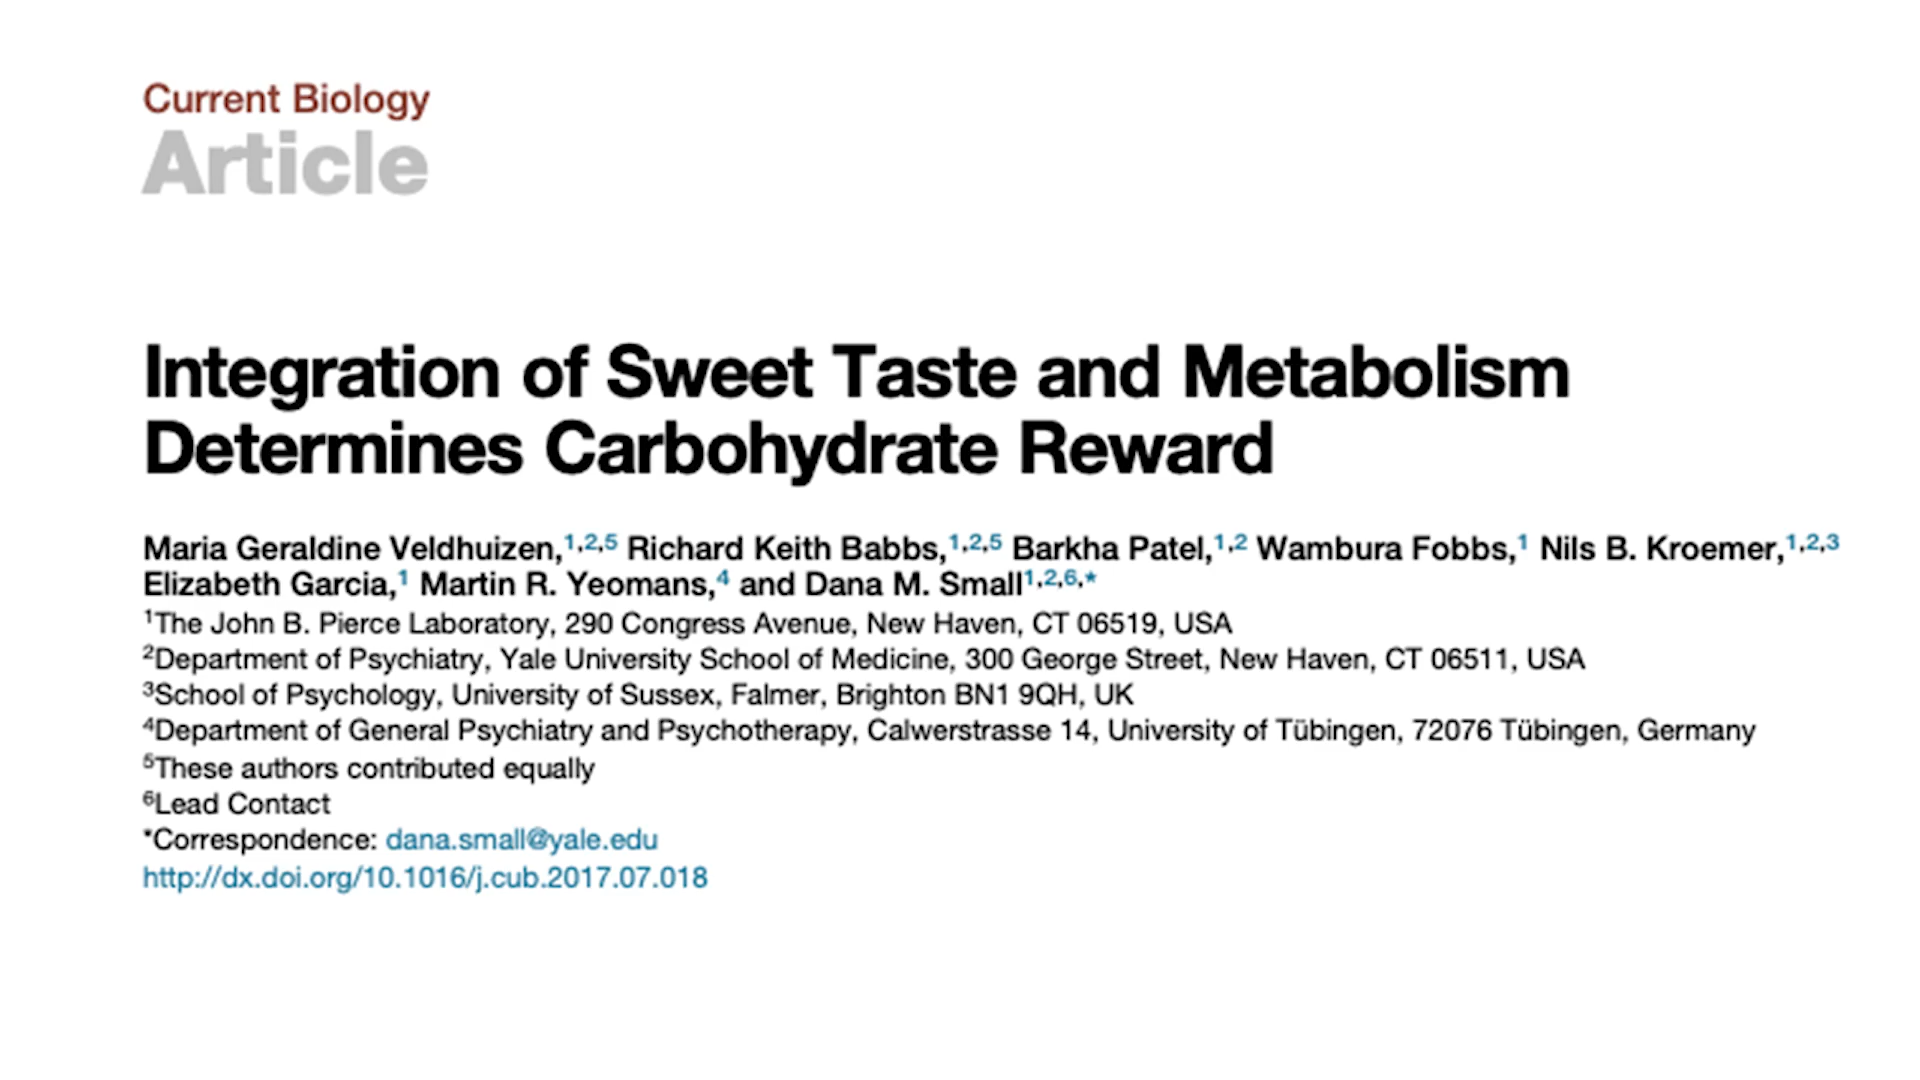 Current Biology
Article
Integration of Sweet Taste and Metabolism
Determines Carbohydrate Reward
Maria Geraldine Veldhuizen,1,2,5 Richard Keith Babbs,1,2,5 Barkha Patel,1,2 Wambura Fobbs,1 Nils B. Kroemer,1,2,3
Elizabeth Garcia,1 Martin R. Yeomans,4 and Dana M. Small1,2,6,*
1The John B. Pierce Laboratory, 290 Congress Avenue, New Haven, CT 06519, USA
2Department of Psychiatry, Yale University School of Medicine, 300 George Street, New Haven, CT 06511, USA
3School of Psychology, University of Sussex, Falmer, Brighton BN1 9QH, UK
4Department of General Psychiatry and Psychotherapy, Calwerstrasse 14, University of Tübingen, 72076 Tübingen, Germany
5These authors contributed equally
6Lead Contact
*Correspondence: dana.small@yale.edu
http://dx.doi.org/10.1016/j.cub.2017.07.018